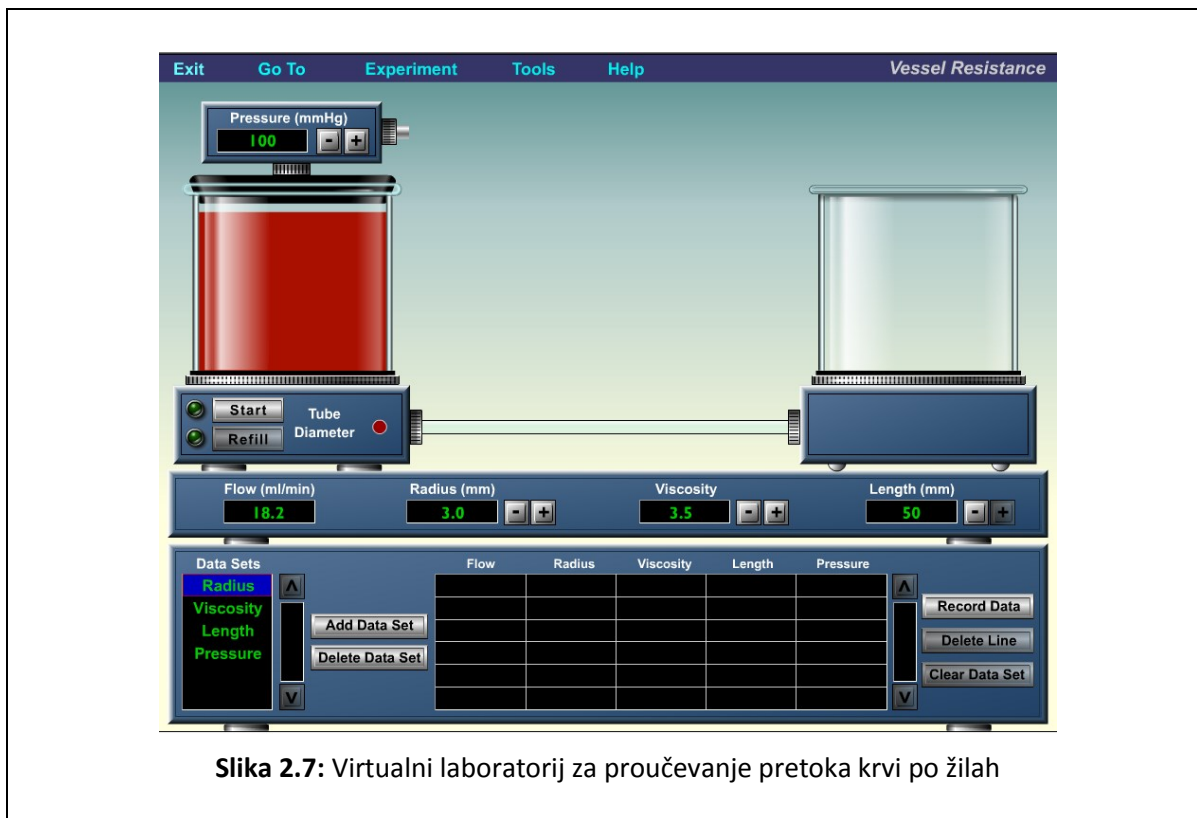 Exit Go To Experiment Tools Help Vessel Resistance
Pressure (mmHg)
100 - +
Start
Refill
Tube
Diameter
Flow (ml/min) Radius (mm) Viscosity Length (mm)
18.2 3.0 - + 3.5 - + 50 - +
Data Sets
Radius
Viscosity
Length
Pressure
Λ
V
Add Data Set
Delete Data Set
Flow Radius Viscosity Length Pressure
Λ
V
Record Data
Delete Line
Clear Data Set
Slika 2.7: Virtualni laboratorij za proučevanje pretoka krvi po žilah